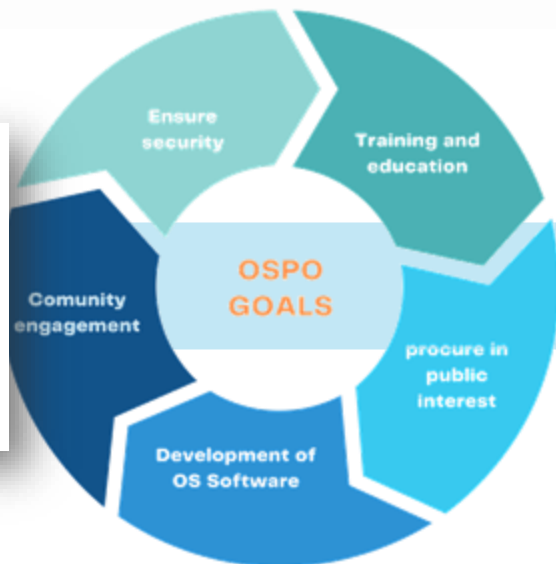 Ensure
security
Training and
education
OSPO
GOALS
Comunity
engagement
procure in
public
interest
Development of
OS Software